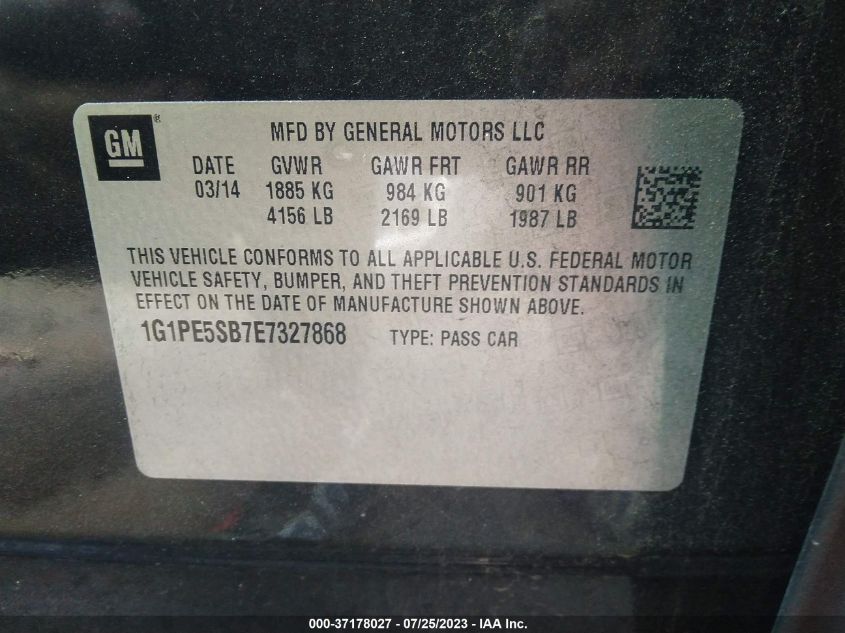 GM ®
MFD BY GENERAL MOTORS LLC
DATE GVWR GAWR FRT GAWR RR
03/14 1885 KG 984 KG 901 KG
4156 LB 2169 LB 1987 LB
THIS VEHICLE CONFORMS TO ALL APPLICABLE U.S. FEDERAL MOTOR
VEHICLE SAFETY, BUMPER, AND THEFT PREVENTION STANDARDS IN
EFFECT ON THE DATE OF MANUFACTURE SHOWN ABOVE.
1G1PE5SB7E7327868 TYPE: PASS CAR
000-37178027 - 07/25/2023 - IAA Inc.